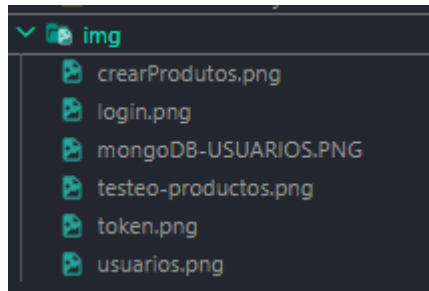 img
crearProdutos.png
login.png
mongoDB-USUARIOS.PNG
testeo-productos.png
token.png
usuarios.png